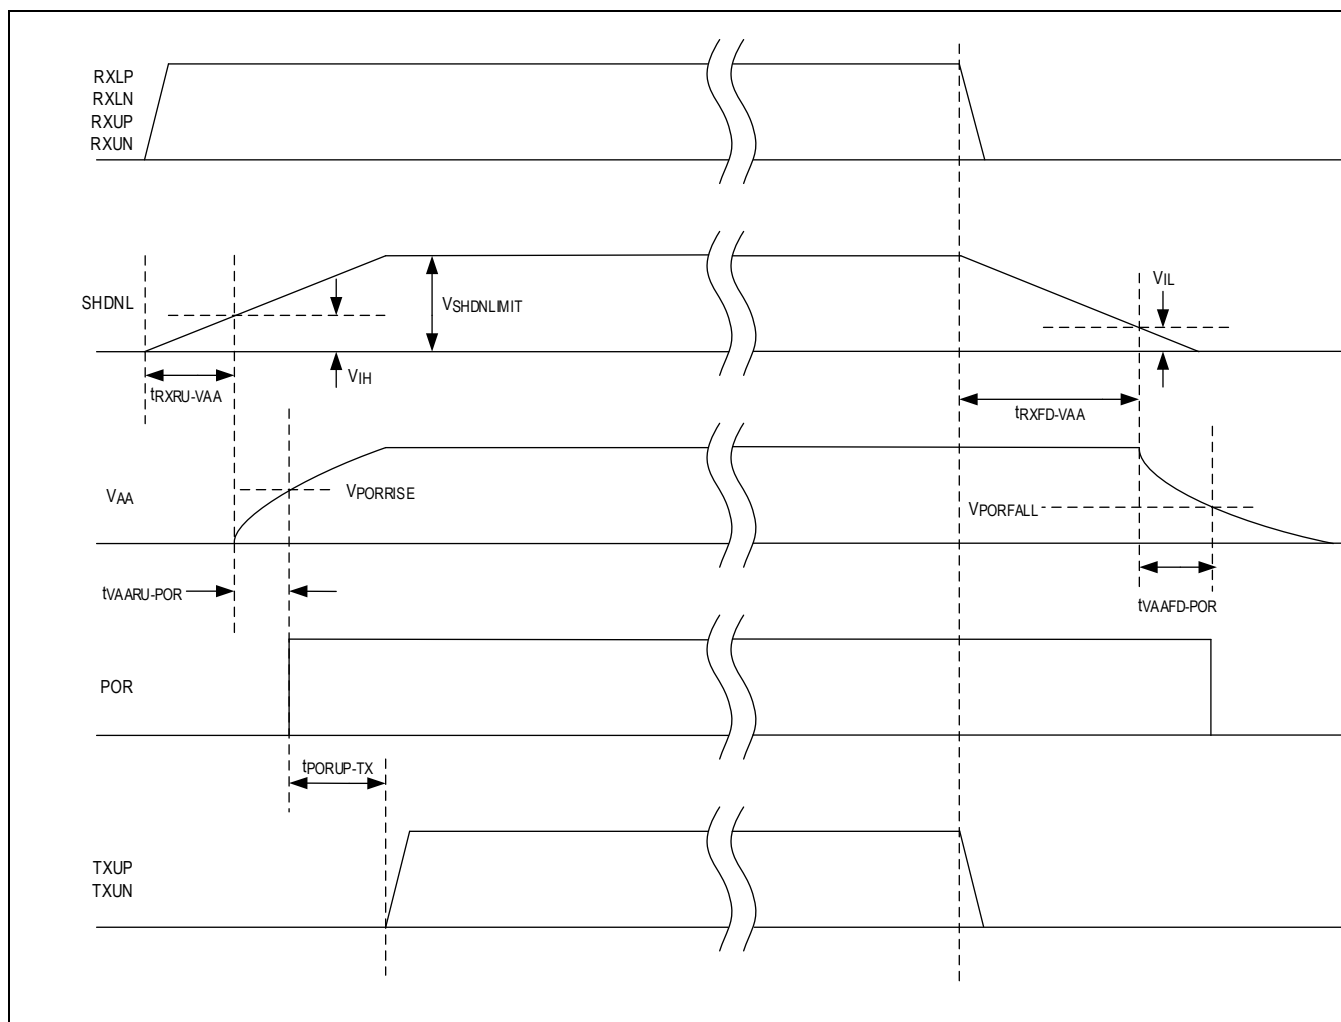 RXLP
RXLN
RXUP
RXUN
SHDNL
VSHDNLIMIT
VIH
VIL
tRXRU-VAA
tRXFD-VAA
VAA
VPORRISE
VPORFALL
tVAARU-POR
tVAAFD-POR
POR
tPORUP-TX
TXUP
TXUN